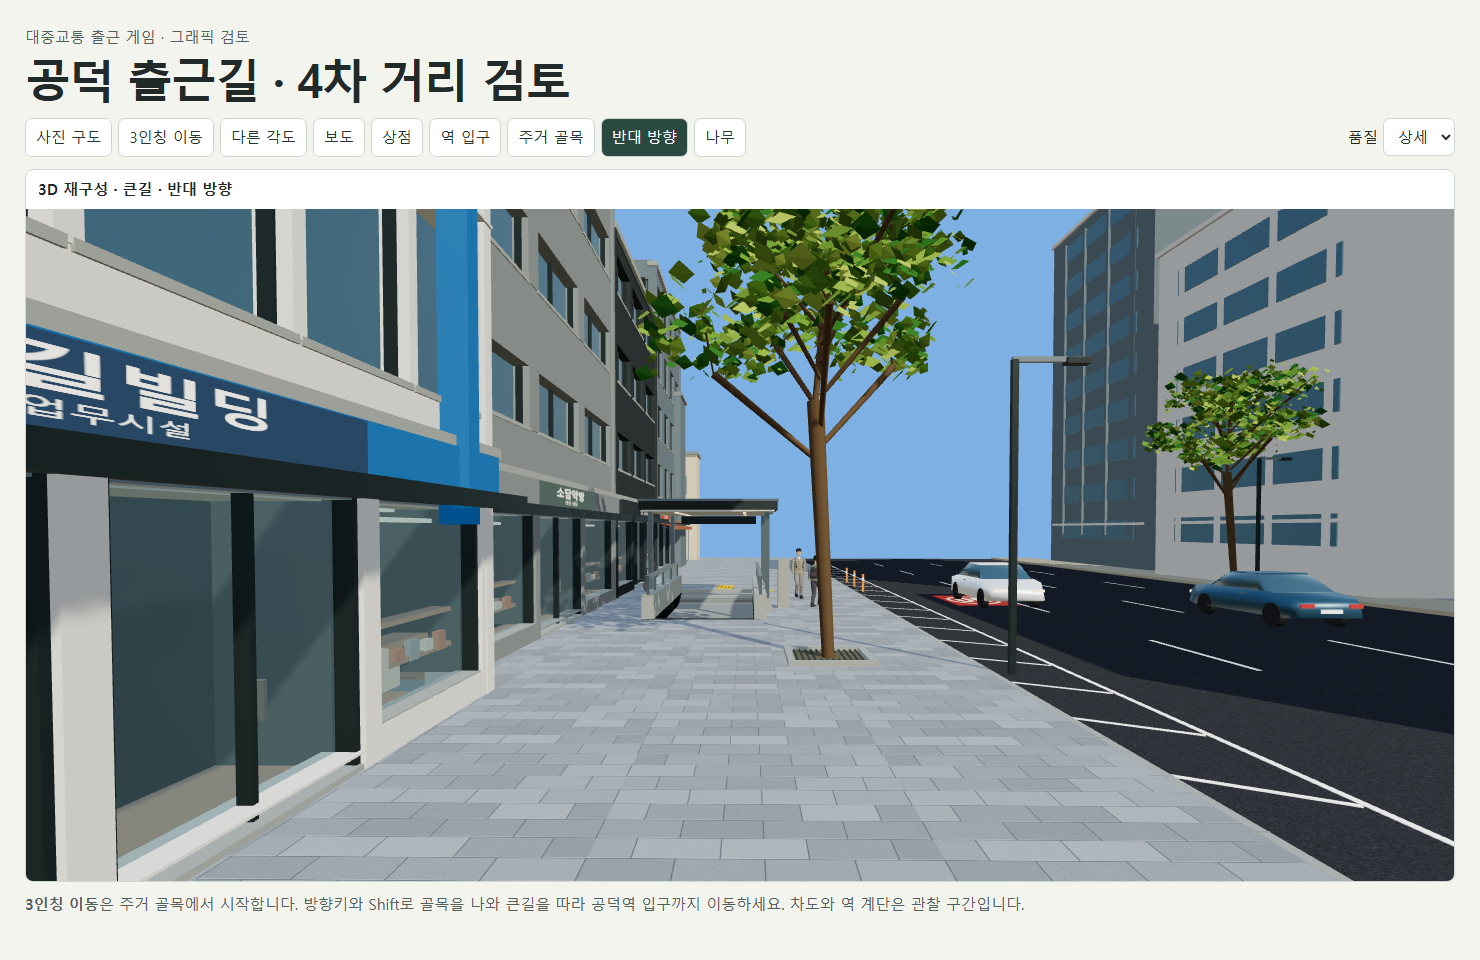 대중교통 출근 게임 · 그래픽 검토
공덕 출근길 · 4차 거리 검토
사진 구도
3인칭 이동
다른 각도
보도
상점
역 입구
주거 골목
반대 방향
나무
품질
상세
3D 재구성 · 큰길 · 반대 방향
길빌딩
업무시설
소담약방
3인칭 이동은 주거 골목에서 시작합니다. 방향키와 Shift로 골목을 나와 큰길을 따라 공덕역 입구까지 이동하세요. 차도와 역 계단은 관찰 구간입니다.